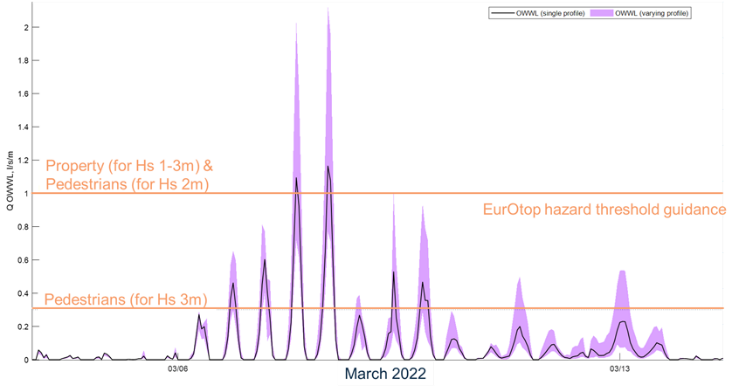 OWWL (single profile)
OWWL (varying profile)
Q OWWL, l/s/m
2
1.8
1.6
1.4
1.2
1
0.8
0.6
0.4
0.2
0
Property (for Hs 1-3m) &
Pedestrians (for Hs 2m)
EurOtop hazard threshold guidance
Pedestrians (for Hs 3m)
03/06
03/13
March 2022